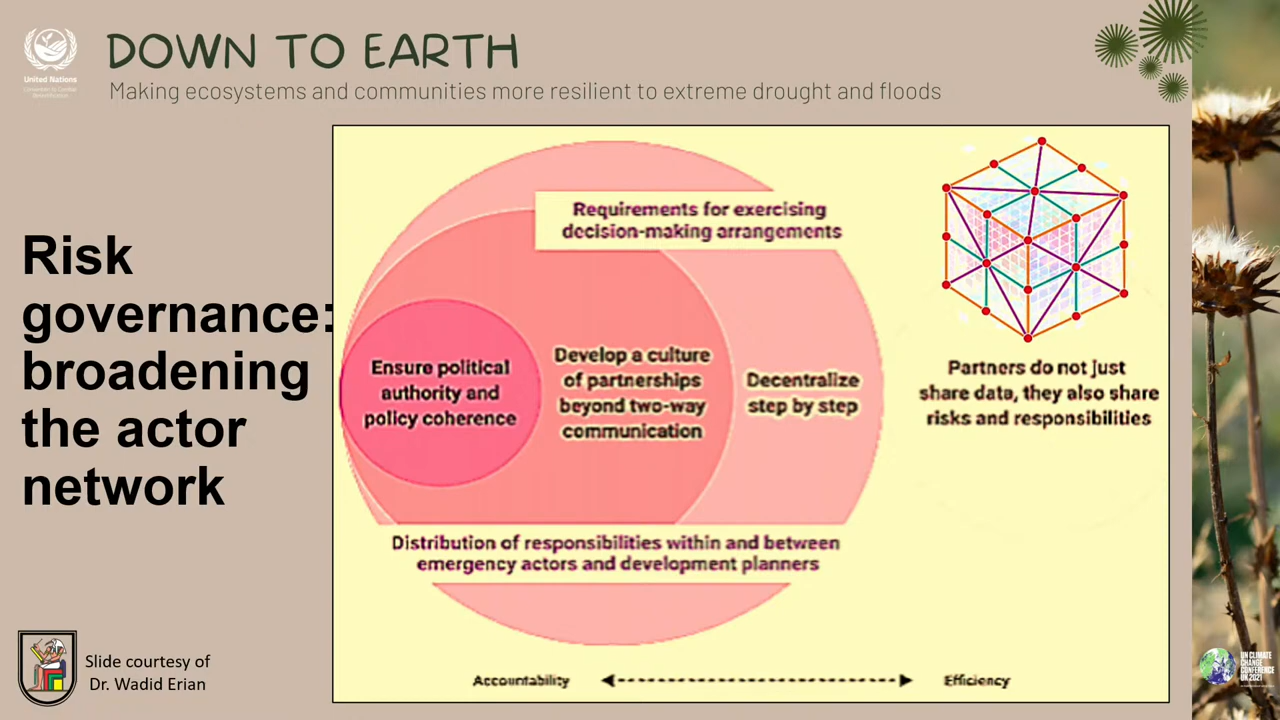 DOWN TO EARTH
United Nations
Convention to Combat
Desertification
Making ecosystems and communities more resilient to extreme drought and floods
Risk
governance:
broadening
the actor
network
Requirements for exercising
decision-making arrangements
Ensure political
authority and
policy coherence
Develop a culture
of partnerships
beyond two-way
communication
Decentralize
step by step
Partners do not just
share data, they also share
risks and responsibilities
Distribution of responsibilities within and between
emergency actors and development planners
Accountability
Efficiency
Slide courtesy of
Dr. Wadid Erian
UN CLIMATE
CHANGE
CONFERENCE
UK 2021